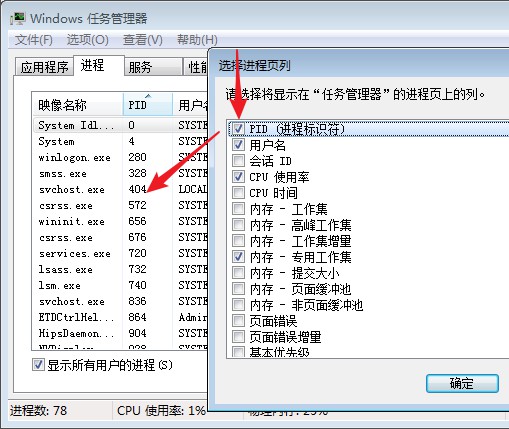 Windows 任务管理器
文件(F) 选项(O) 查看(V) 帮助(H)
应用程序 进程 服务
映像名称 PID 用户名
System Idl... 0 SYSTE
System 4 SYSTE
winlogon.exe 280 SYSTE
smss.exe 328 SYSTE
svchost.exe 404 LOCAL
csrss.exe 572 SYSTE
wininit.exe 656 SYSTE
csrss.exe 676 SYSTE
services.exe 720 SYSTE
lsass.exe 732 SYSTE
lsm.exe 740 SYSTE
svchost.exe 836 SYSTE
ETDCtrlHel... 864 Admir
HipsDaemon... 904 SYSTE
显示所有用户的进程(S)
进程数: 78 CPU 使用率: 1%
选择进程页列
请选择将显示在“任务管理器”的进程页上的列。
PID (进程标识符)
用户名
会话 ID
CPU 使用率
CPU 时间
内存 - 工作集
内存 - 高峰工作集
内存 - 工作集增量
内存 - 专用工作集
内存 - 提交大小
内存 - 页面缓冲池
内存 - 非页面缓冲池
页面错误
页面错误增量
基本优先级
确定